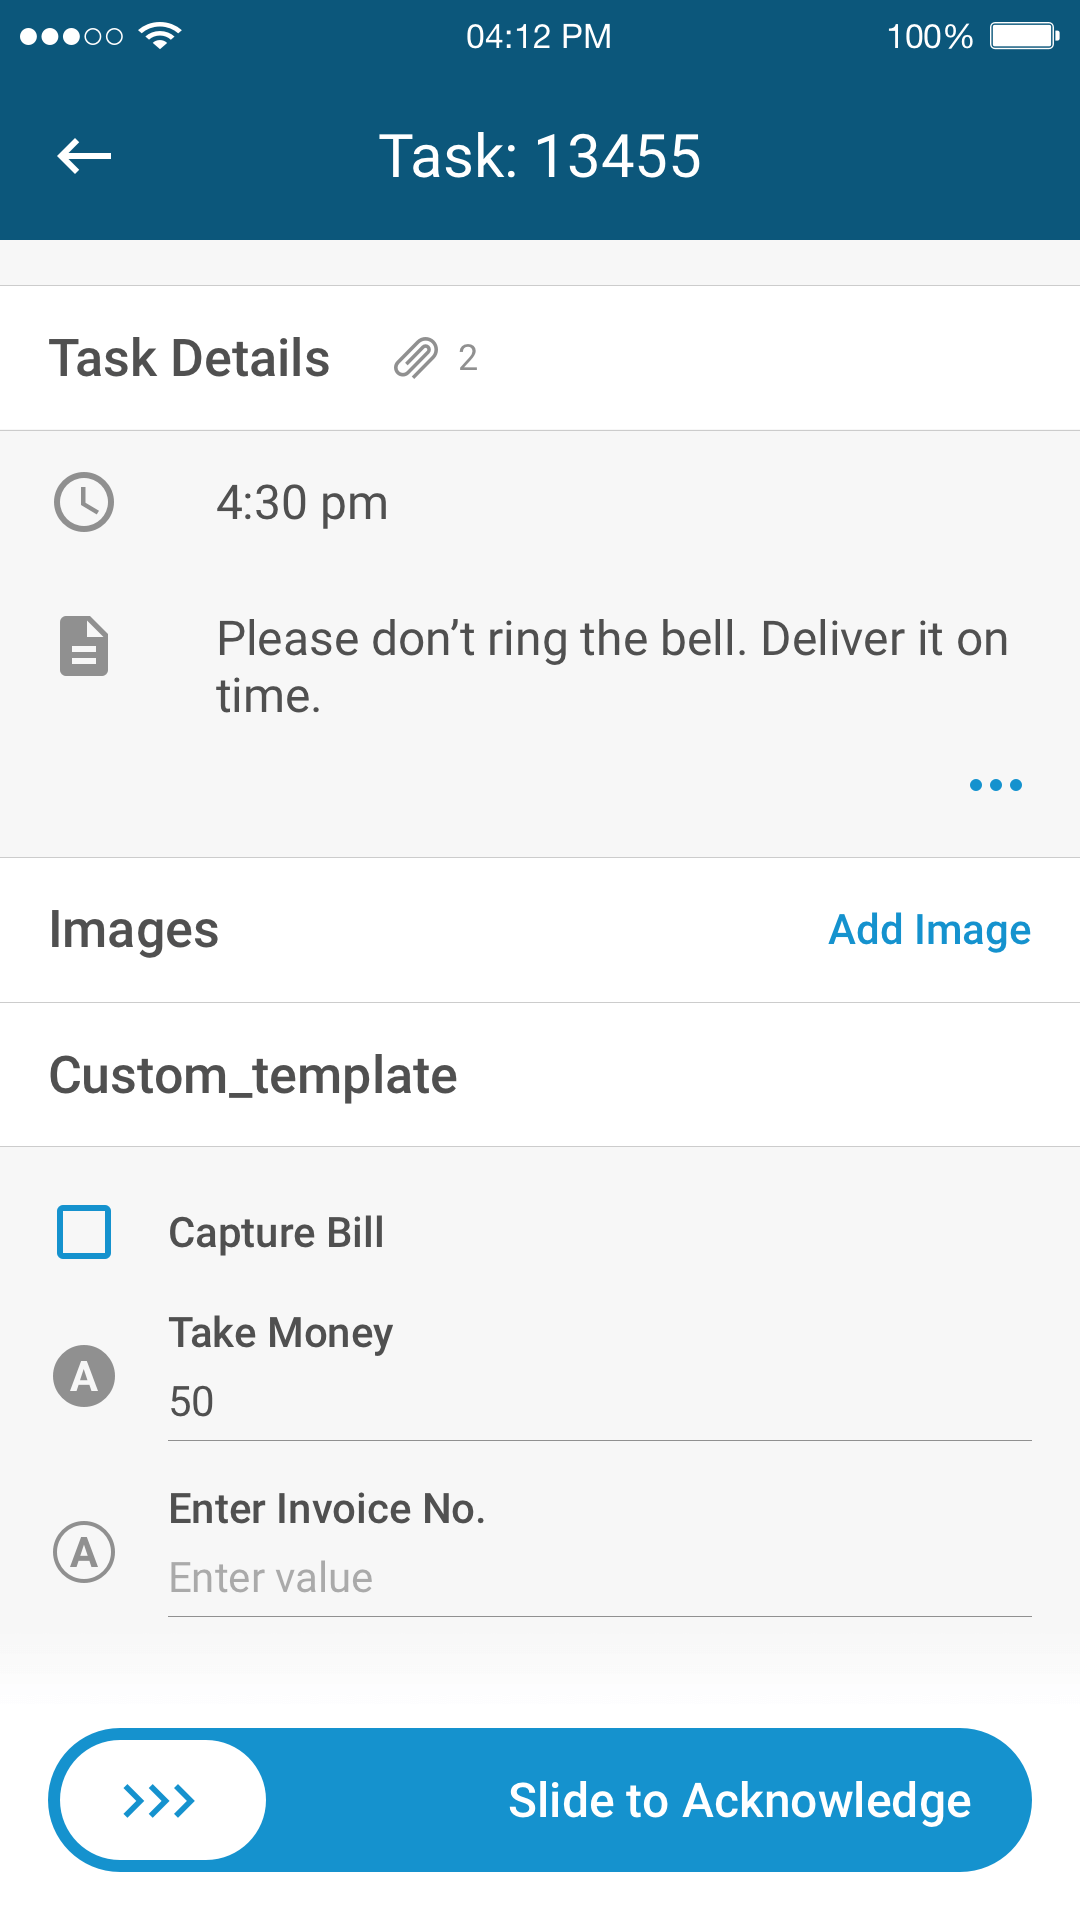 04:12 PM 100%
Task: 13455
Task Details 2
4:30 pm
Please don’t ring the bell. Deliver it on
time.
Images Add Image
Custom_template
Capture Bill
Take Money
A
50
Enter Invoice No.
A
Enter value
Slide to Acknowledge